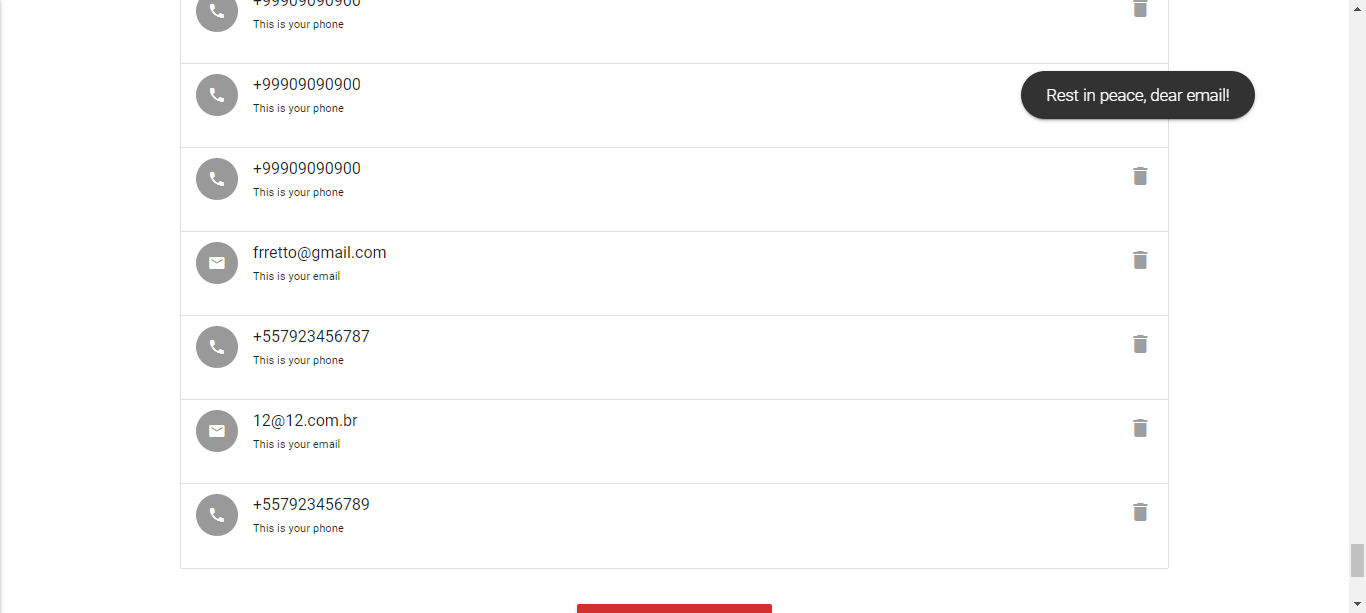 +99909090900
This is your phone
+99909090900
This is your phone
Rest in peace, dear email!
+99909090900
This is your phone
frretto@gmail.com
This is your email
+557923456787
This is your phone
12@12.com.br
This is your email
+557923456789
This is your phone